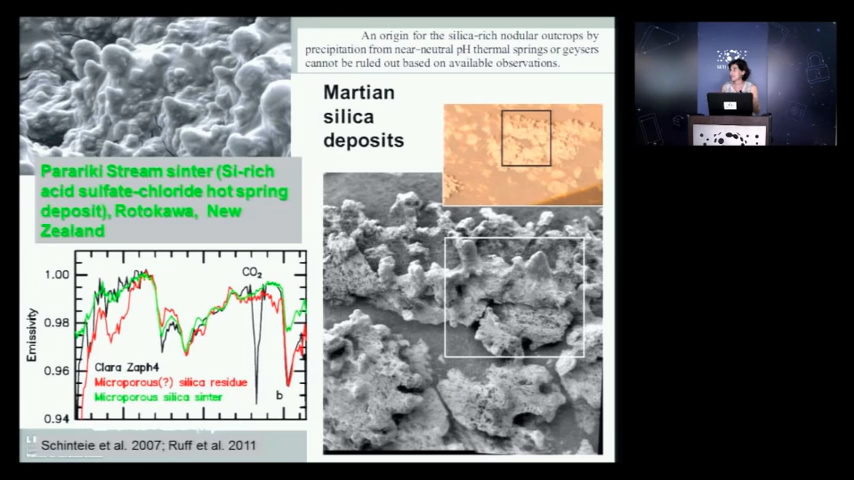 An origin for the silica-rich nodular outcrops by
precipitation from near-neutral pH thermal springs or geysers
cannot be ruled out based on available observations.
Martian
silica
deposits
Parariki Stream sinter (Si-rich
acid sulfate-chloride hot spring
deposit), Rotokawa, New
Zealand
CO2
1.00
0.98
0.96
0.94
Emissivity
Clara Zaph4
Microporous(?) silica residue
Microporous silica sinter
b
Schinteie et al. 2007; Ruff et al. 2011